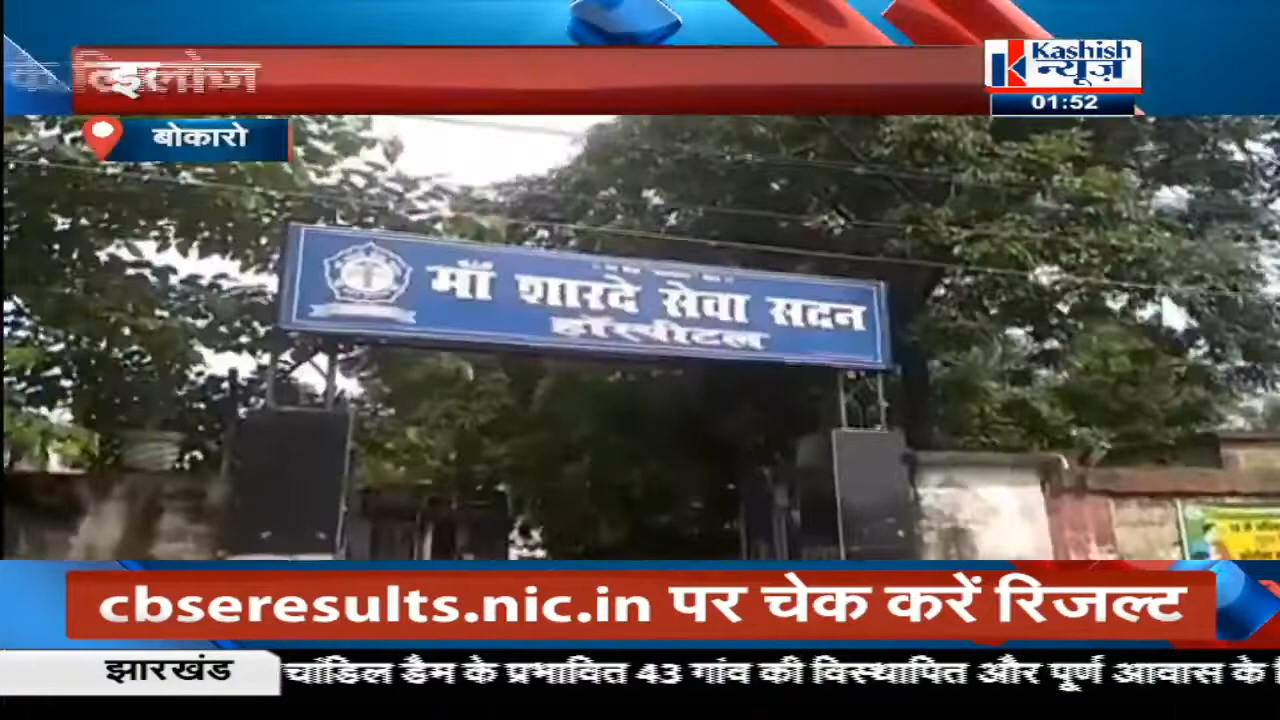 Kashish
न्यूज़
01:52
बोकारो
माँ शारदे सेवा सदन
हॉस्पीटल
cbseresults.nic.in पर चेक करें रिजल्ट
झारखंड
चांडिल डैम के प्रभावित 43 गांव की विस्थापित और पूर्ण आवास के